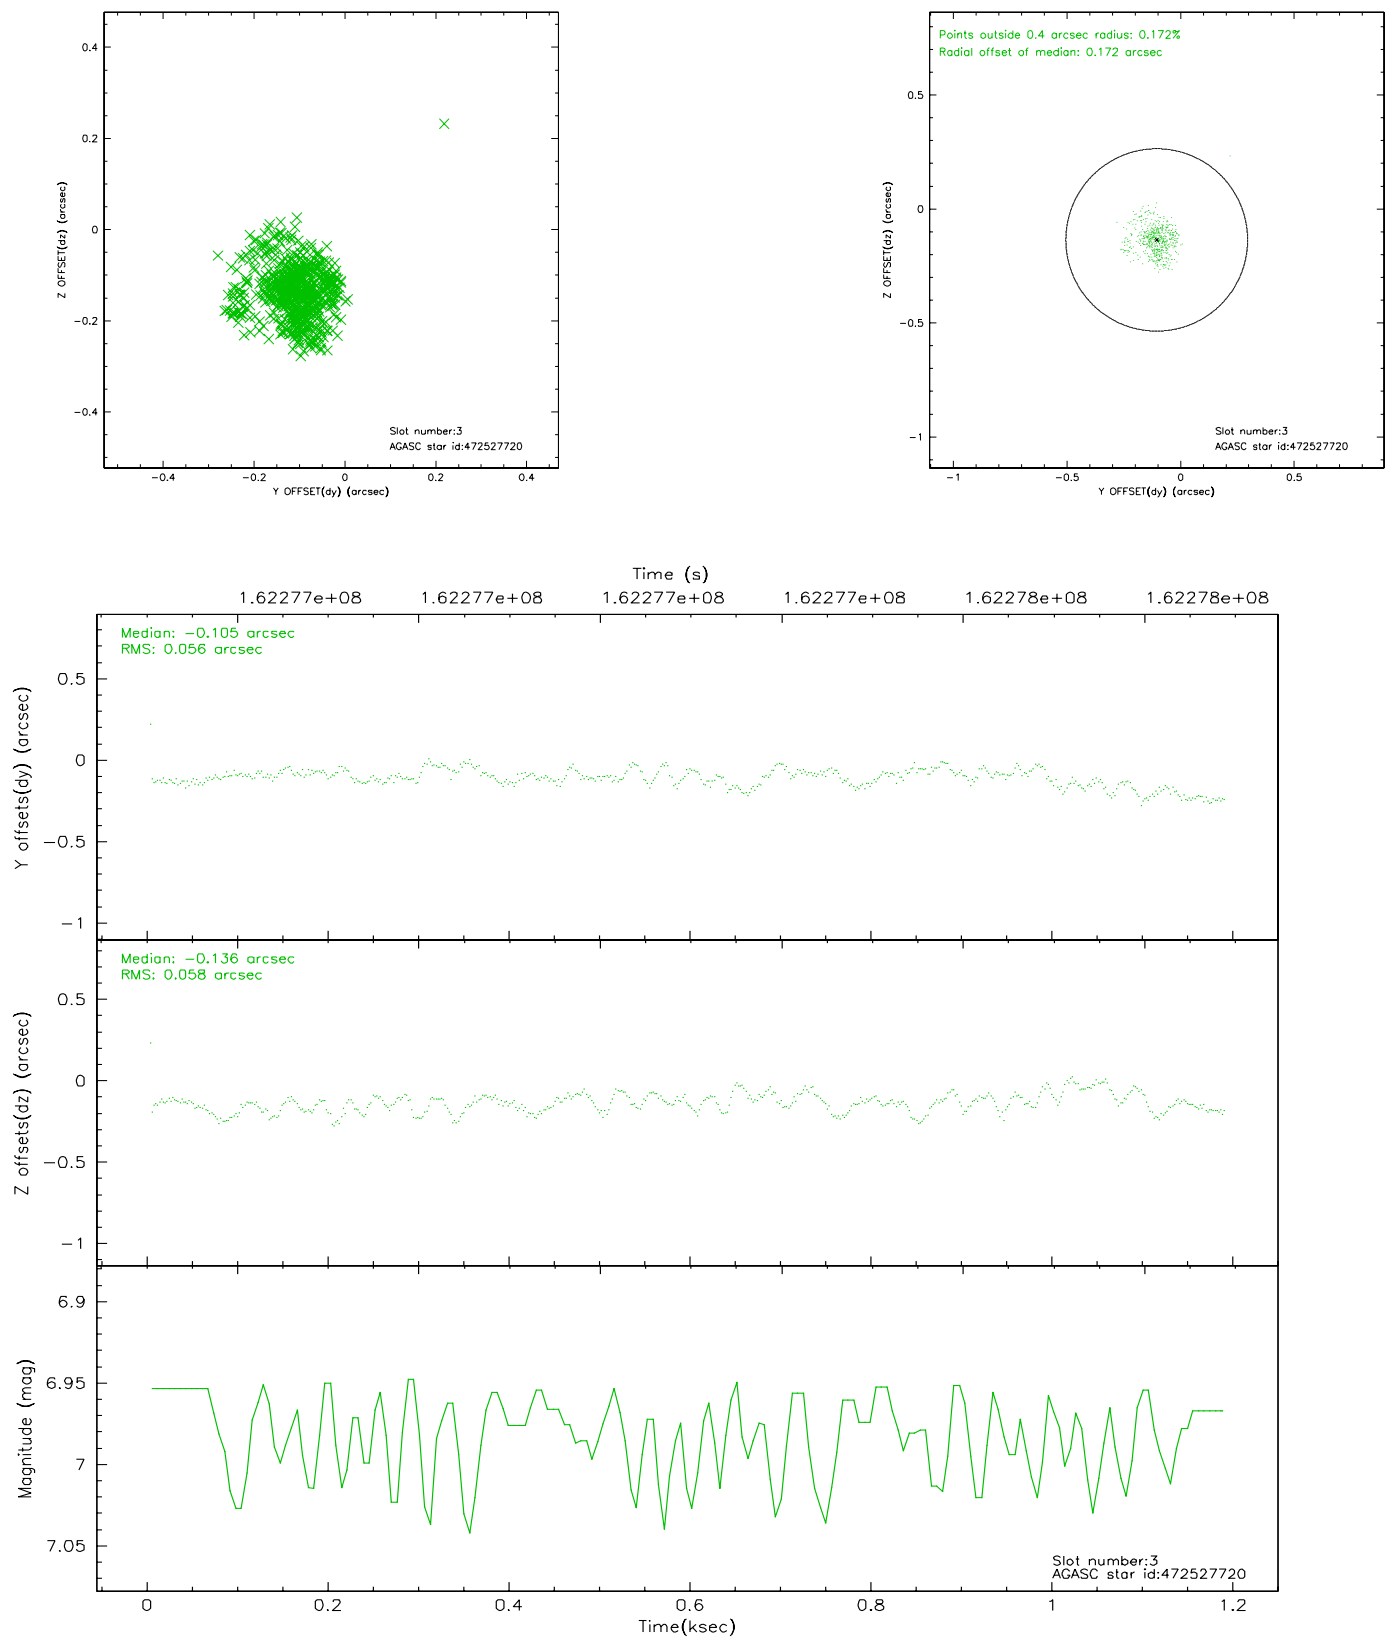 0.4
0.2
0
−0.2
−0.4
Z OFFSET(dz) (arcsec)
Slot number:3
AGASC star id:472527720
−0.4 −0.2 0 0.2 0.4
Y OFFSET(dy) (arcsec)
Points outside 0.4 arcsec radius: 0.172%
Radial offset of median: 0.172 arcsec
0.5
0
−0.5
−1
Z OFFSET(dz) (arcsec)
Slot number:3
AGASC star id:472527720
−1 −0.5 0 0.5
Y OFFSET(dy) (arcsec)
Time (s)
1.62277e+08 1.62277e+08 1.62277e+08 1.62277e+08 1.62278e+08 1.62278e+08
Median: −0.105 arcsec
RMS: 0.056 arcsec
0.5
0
−0.5
−1
Y offsets(dy) (arcsec)
Median: −0.136 arcsec
RMS: 0.058 arcsec
0.5
0
−0.5
−1
Z offsets(dz) (arcsec)
6.9
6.95
7
7.05
Magnitude (mag)
Slot number:3
AGASC star id:472527720
0 0.2 0.4 0.6 0.8 1 1.2
Time(ksec)